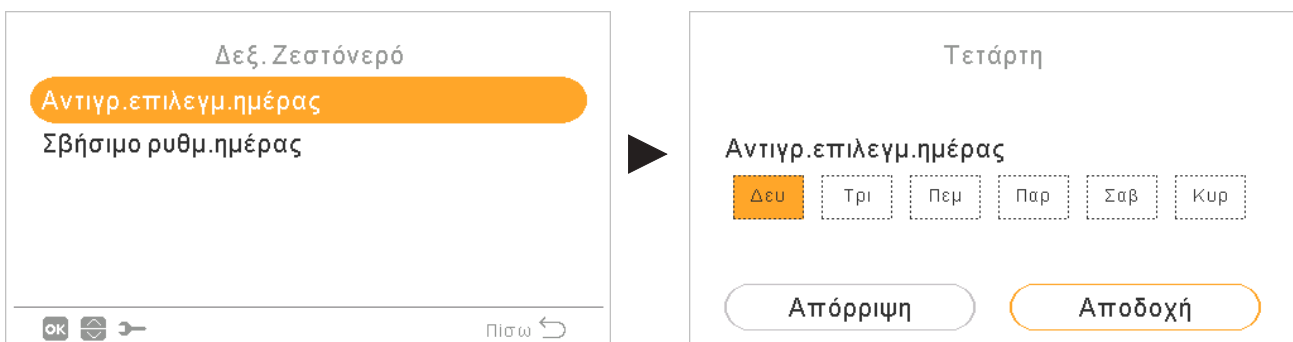 Δεξ. Ζεστόνερό
Αντιγρ.επιλεγμ.ημέρας
Σβήσιμο ρυθμ.ημέρας
OK
Πίσω
Τετάρτη
Αντιγρ.επιλεγμ.ημέρας
Δευ Τρι Πεμ Παρ Σαβ Κυρ
Απόρριψη Αποδοχή